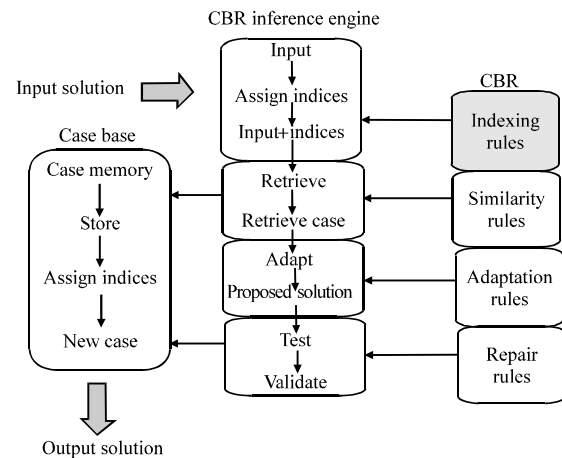 CBR inference engine
Input solution
Input
Assign indices
Input+indices
Retrieve
Retrieve case
Adapt
Proposed solution
Test
Validate
CBR
Indexing
rules
Similarity
rules
Adaptation
rules
Repair
rules
Case base
Case memory
Store
Assign indices
New case
Output solution